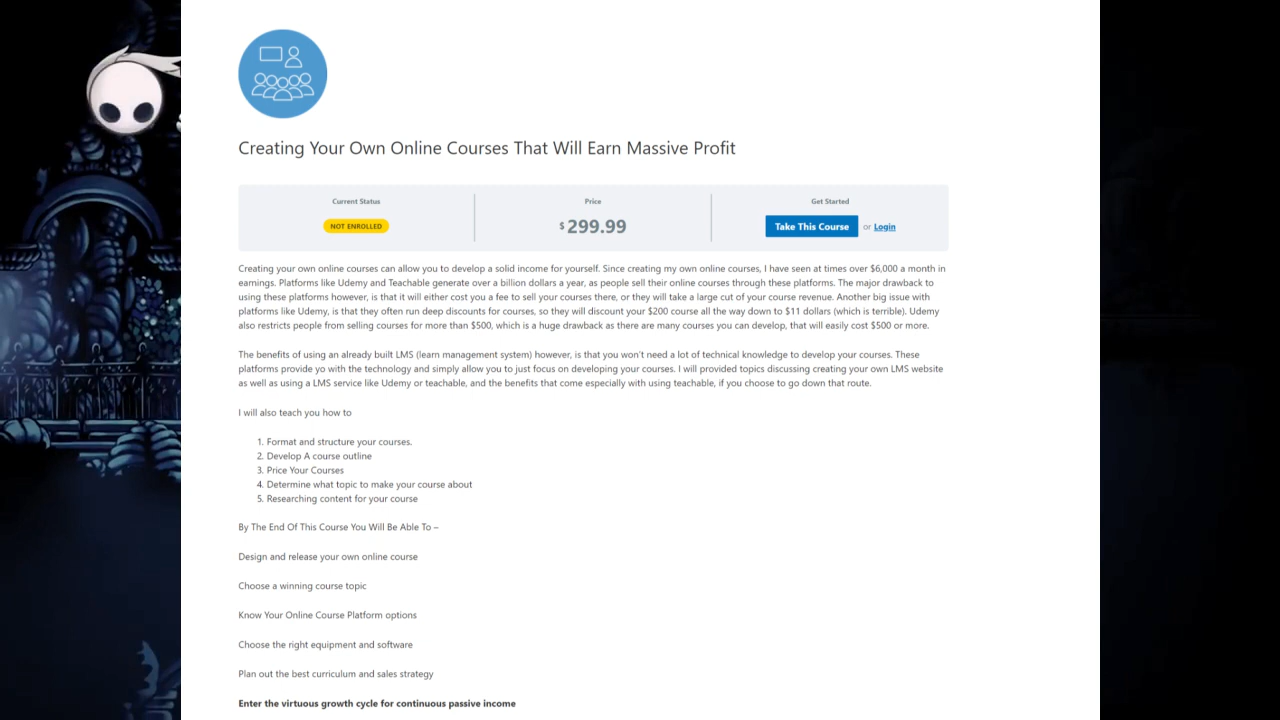 Creating Your Own Online Courses That Will Earn Massive Profit
Current Status
NOT ENROLLED
Price
$299.99
Get Started
Take This Course or Login
Creating your own online courses can allow you to develop a solid income for yourself. Since creating my own online courses, I have seen at times over $6,000 a month in
earnings. Platforms like Udemy and Teachable generate over a billion dollars a year, as people sell their online courses through these platforms. The major drawback to
using these platforms however, is that it will either cost you a fee to sell your courses there, or they will take a large cut of your course revenue. Another big issue with
platforms like Udemy, is that they often run deep discounts for courses, so they will discount your $200 course all the way down to $11 dollars (which is terrible). Udemy
also restricts people from selling courses for more than $500, which is a huge drawback as there are many courses you can develop, that will easily cost $500 or more.
The benefits of using an already built LMS (learn management system) however, is that you won't need a lot of technical knowledge to develop your courses. These
platforms provide yo with the technology and simply allow you to just focus on developing your courses. I will provided topics discussing creating your own LMS website
as well as using a LMS service like Udemy or teachable, and the benefits that come especially with using teachable, if you choose to go down that route.
I will also teach you how to
1. Format and structure your courses.
2. Develop A course outline
3. Price Your Courses
4. Determine what topic to make your course about
5. Researching content for your course
By The End Of This Course You Will Be Able To –
Design and release your own online course
Choose a winning course topic
Know Your Online Course Platform options
Choose the right equipment and software
Plan out the best curriculum and sales strategy
Enter the virtuous growth cycle for continuous passive income